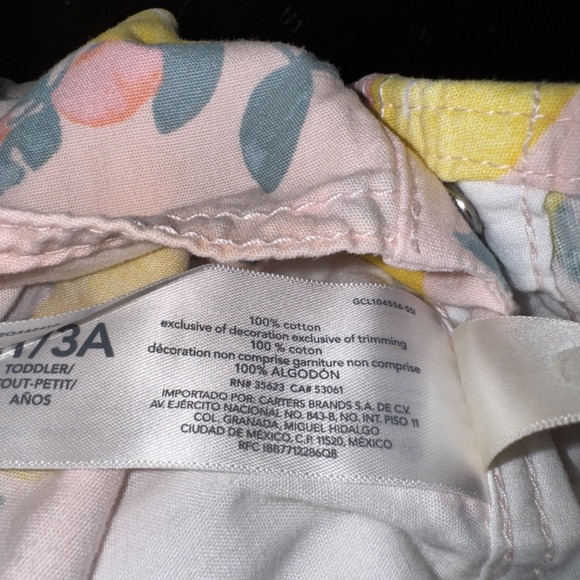 /3A
TODDLER/
TOUT-PETIT/
AÑOS
GCL104556-SSI
100% cotton
exclusive of decoration exclusive of trimming
100 % coton
décoration non comprise garniture non comprise
100% ALGODÓN
RN# 35623 CA# 53061
IMPORTADO POR: CARTERS BRANDS S.A. DE C.V.
AV. EJÉRCITO NACIONAL NO. 843-B, NO. INT. PISO 11
COL. GRANADA, MIGUEL HIDALGO
CIUDAD DE MÉXICO, C.P. 11520, MÉXICO
RFC IBB7712286Q8